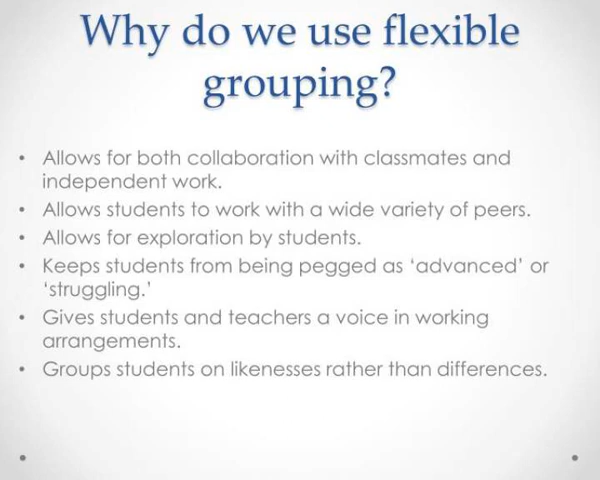 Why do we use flexible
grouping?
• Allows for both collaboration with classmates and
independent work.
• Allows students to work with a wide variety of peers.
• Allows for exploration by students.
• Keeps students from being pegged as ‘advanced’ or
‘struggling.’
• Gives students and teachers a voice in working
arrangements.
• Groups students on likenesses rather than differences.